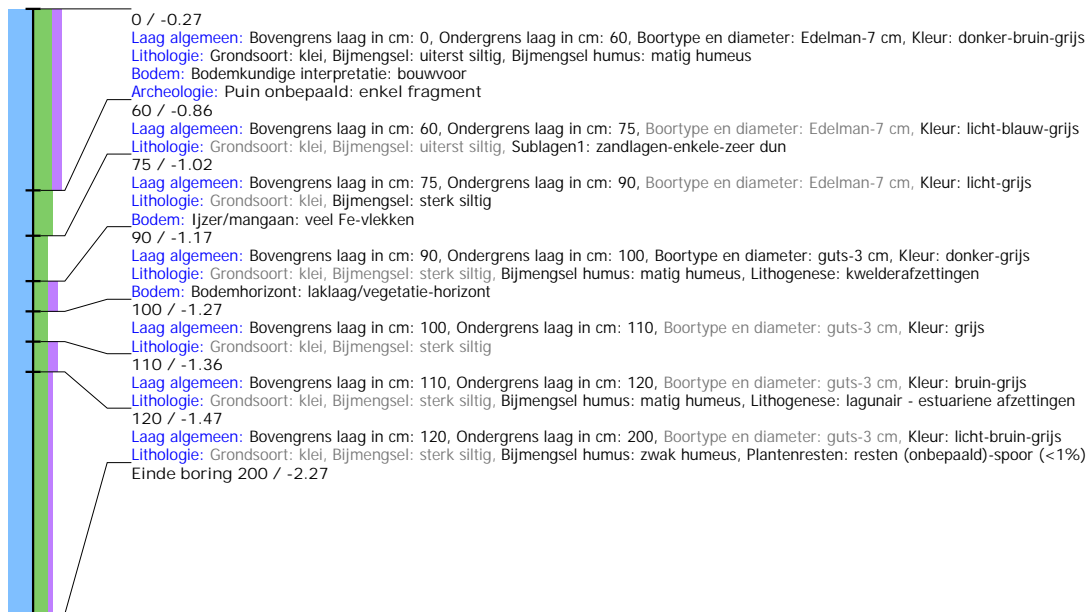 0 / -0.27
Laag algemeen: Bovengrens laag in cm: 0, Ondergrens laag in cm: 60, Boortype en diameter: Edelman-7 cm, Kleur: donker-bruin-grijs
Lithologie: Grondsoort: klei, Bijmengsel: uiterst siltig, Bijmengsel humus: matig humeus
Bodem: Bodemkundige interpretatie: bouwvoor
Archeologie: Puin onbepaald: enkel fragment
60 / -0.86
Laag algemeen: Bovengrens laag in cm: 60, Ondergrens laag in cm: 75, Boortype en diameter: Edelman-7 cm, Kleur: licht-blauw-grijs
Lithologie: Grondsoort: klei, Bijmengsel: uiterst siltig, Sublagen1: zandlagen-enkele-zeer dun
75 / -1.02
Laag algemeen: Bovengrens laag in cm: 75, Ondergrens laag in cm: 90, Boortype en diameter: Edelman-7 cm, Kleur: licht-grijs
Lithologie: Grondsoort: klei, Bijmengsel: sterk siltig
Bodem: Ijzer/mangaan: veel Fe-vlekken
90 / -1.17
Laag algemeen: Bovengrens laag in cm: 90, Ondergrens laag in cm: 100, Boortype en diameter: guts-3 cm, Kleur: donker-grijs
Lithologie: Grondsoort: klei, Bijmengsel: sterk siltig, Bijmengsel humus: matig humeus, Lithogenese: kwelderafzettingen
Bodem: Bodemhorizont: laklaag/vegetatie-horizont
100 / -1.27
Laag algemeen: Bovengrens laag in cm: 100, Ondergrens laag in cm: 110, Boortype en diameter: guts-3 cm, Kleur: grijs
Lithologie: Grondsoort: klei, Bijmengsel: sterk siltig
110 / -1.36
Laag algemeen: Bovengrens laag in cm: 110, Ondergrens laag in cm: 120, Boortype en diameter: guts-3 cm, Kleur: bruin-grijs
Lithologie: Grondsoort: klei, Bijmengsel: sterk siltig, Bijmengsel humus: matig humeus, Lithogenese: lagunair - estuariene afzettingen
120 / -1.47
Laag algemeen: Bovengrens laag in cm: 120, Ondergrens laag in cm: 200, Boortype en diameter: guts-3 cm, Kleur: licht-bruin-grijs
Lithologie: Grondsoort: klei, Bijmengsel: sterk siltig, Bijmengsel humus: zwak humeus, Plantenresten: resten (onbepaald)-spoor (<1%)
Einde boring 200 / -2.27